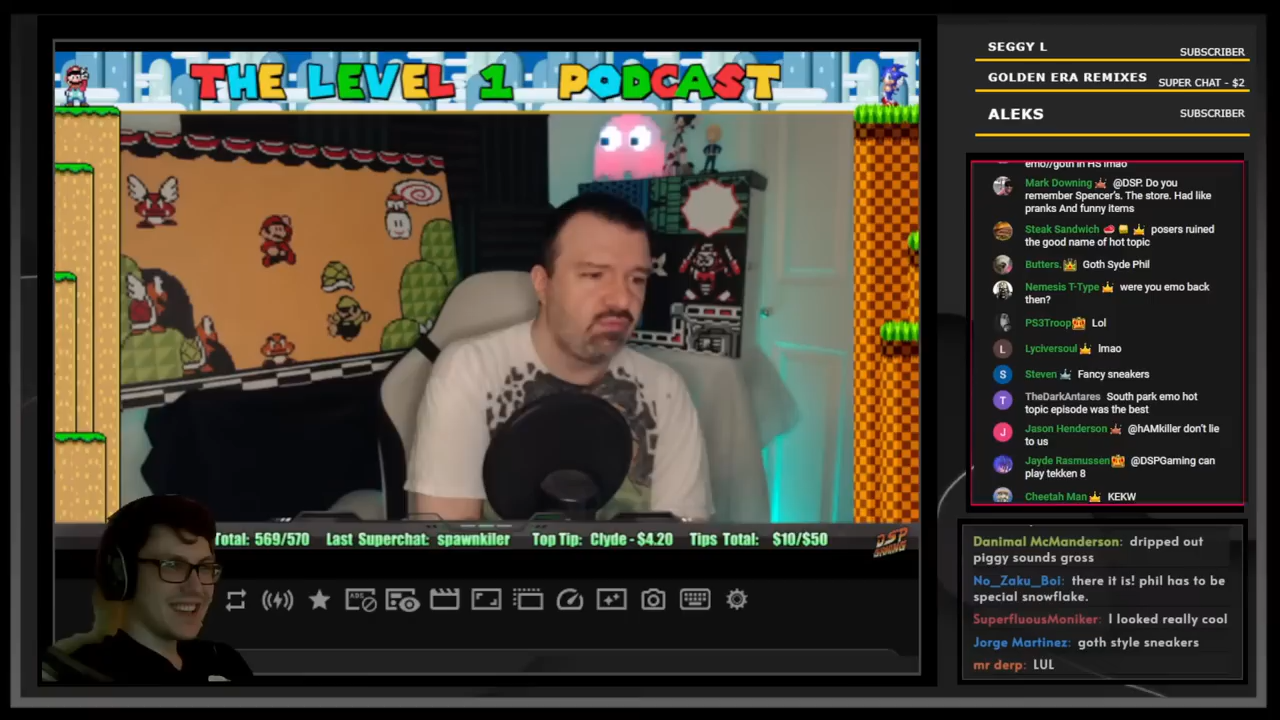 THE LEVEL 1 PODCAST
Total: 569/570 Last Superchat: spawnkiler Top Tip: Clyde - $4.20 Tips Total: $10/$50
DSP
GAMING
SEGGY L SUBSCRIBER
GOLDEN ERA REMIXES SUPER CHAT - $2
ALEKS SUBSCRIBER
emo//goth in HS lmao
Mark Downing @DSP. Do you
remember Spencer's. The store. Had like
pranks And funny items
Steak Sandwich posers ruined
the good name of hot topic
Butters. Goth Syde Phil
Nemesis T-Type were you emo back
then?
PS3Troop Lol
L Lyciversoul lmao
S Steven Fancy sneakers
T TheDarkAntares South park emo hot
topic episode was the best
J Jason Henderson @hAMkiller don't lie
to us
Jayde Rasmussen @DSPGaming can
play tekken 8
Cheetah Man KEKW
Danimal McManderson: dripped out
piggy sounds gross
No_Zaku_Boi: there it is! phil has to be
special snowflake.
SuperfluousMoniker: I looked really cool
Jorge Martinez: goth style sneakers
mr derp: LUL